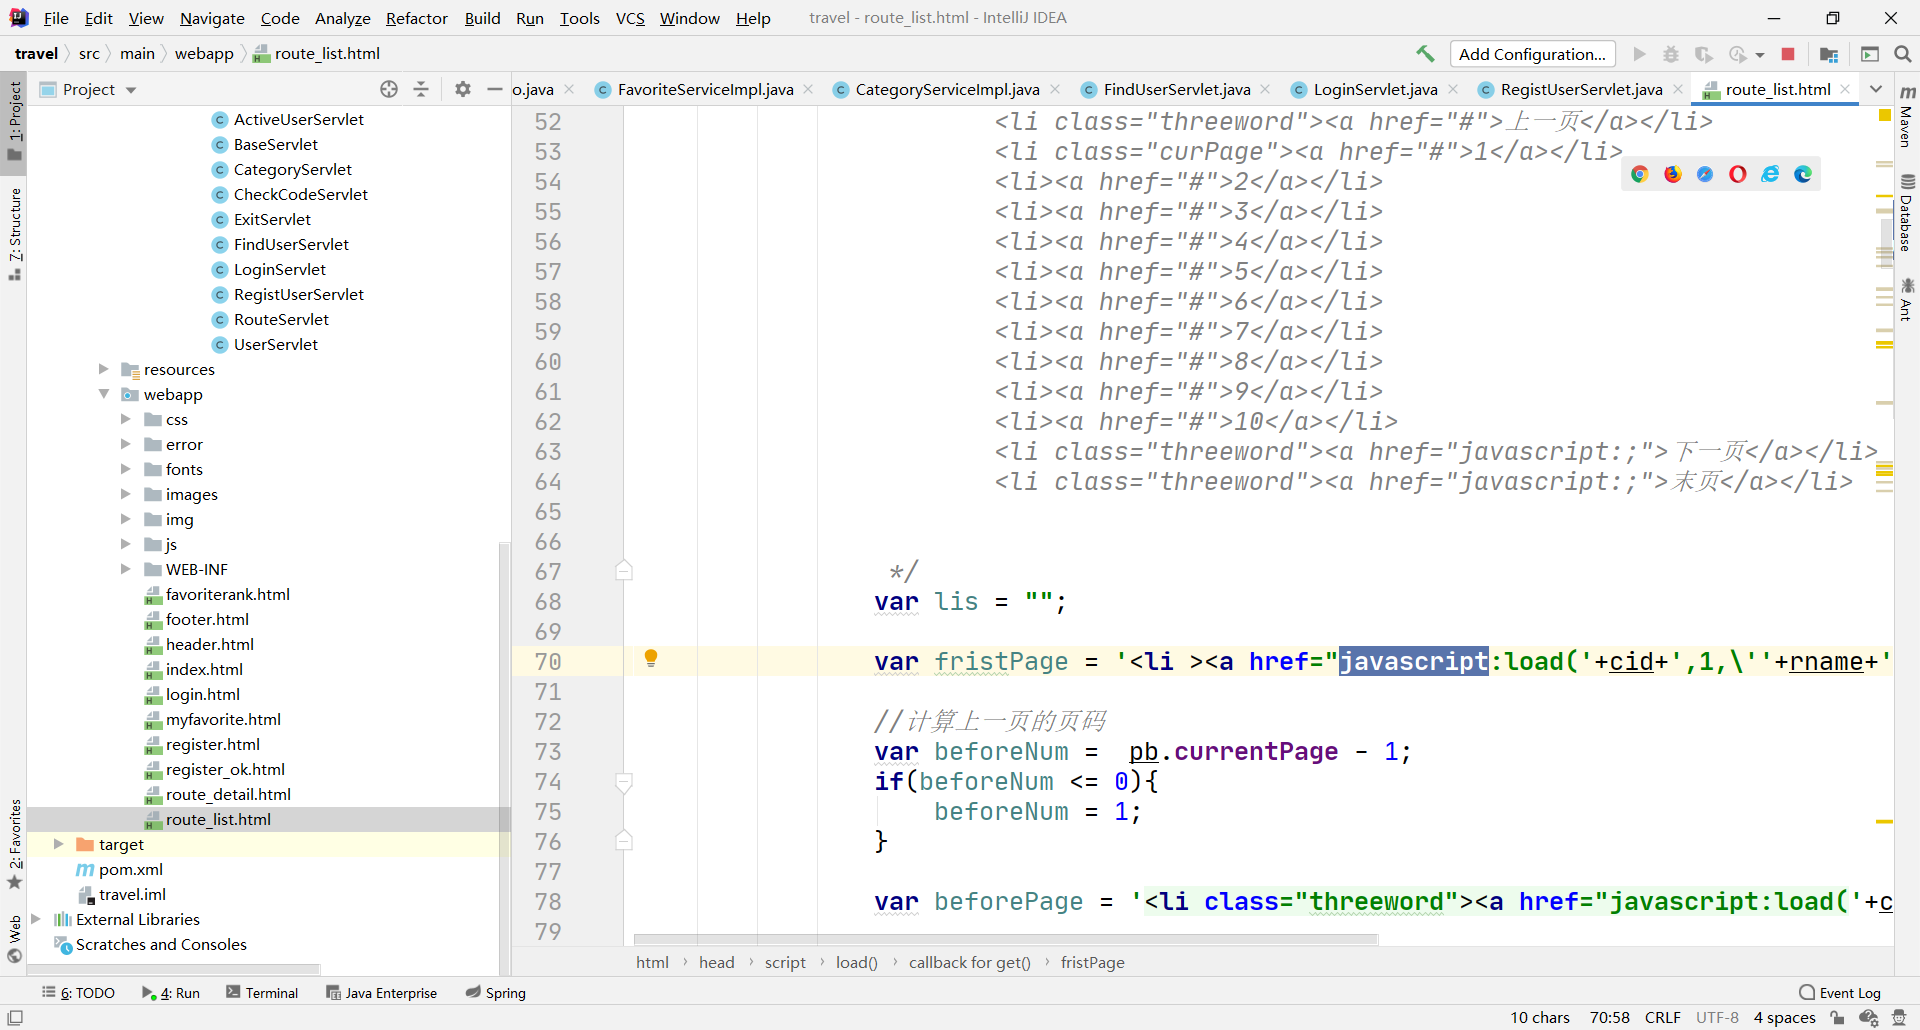 File Edit View Navigate Code Analyze Refactor Build Run Tools VCS Window Help travel - route_list.html - IntelliJ IDEA
travel src main webapp route_list.html Add Configuration...
Project o.java FavoriteServiceImpl.java CategoryServiceImpl.java FindUserServlet.java LoginServlet.java RegistUserServlet.java route_list.html
1: Project
7: Structure
2: Favorites
Web
ActiveUserServlet
BaseServlet
CategoryServlet
CheckCodeServlet
ExitServlet
FindUserServlet
LoginServlet
RegistUserServlet
RouteServlet
UserServlet
resources
webapp
css
error
fonts
images
img
js
WEB-INF
favoriterank.html
footer.html
header.html
index.html
login.html
myfavorite.html
register.html
register_ok.html
route_detail.html
route_list.html
target
pom.xml
travel.iml
External Libraries
Scratches and Consoles
52 <li class="threeword"><a href="#">上一页</a></li>
53 <li class="curPage"><a href="#">1</a></li>
54 <li><a href="#">2</a></li>
55 <li><a href="#">3</a></li>
56 <li><a href="#">4</a></li>
57 <li><a href="#">5</a></li>
58 <li><a href="#">6</a></li>
59 <li><a href="#">7</a></li>
60 <li><a href="#">8</a></li>
61 <li><a href="#">9</a></li>
62 <li><a href="#">10</a></li>
63 <li class="threeword"><a href="javascript:;">下一页</a></li>
64 <li class="threeword"><a href="javascript:;">末页</a></li>
65
66
67 */
68 var lis = "";
69
70 var fristPage = '<li ><a href="javascript:load('+cid+',1,\''+rname+'
71
72 //计算上一页的页码
73 var beforeNum = pb.currentPage - 1;
74 if(beforeNum <= 0){
75 beforeNum = 1;
76 }
77
78 var beforePage = '<li class="threeword"><a href="javascript:load('+c
79
html head script load() callback for get() fristPage
Maven
Database
Ant
6: TODO 4: Run Terminal Java Enterprise Spring Event Log
10 chars 70:58 CRLF UTF-8 4 spaces